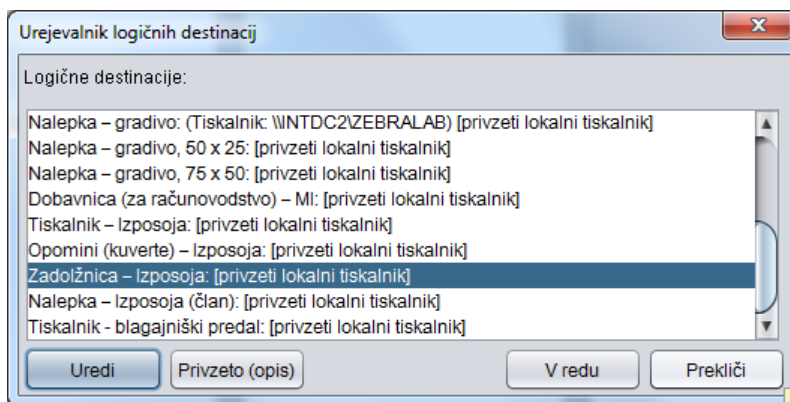 Urejevalnik logičnih destinacij
Logične destinacije:
Nalepka – gradivo: (Tiskalnik: \\INTDC2\ZEBRALAB) [privzeti lokalni tiskalnik]
Nalepka – gradivo, 50 x 25: [privzeti lokalni tiskalnik]
Nalepka – gradivo, 75 x 50: [privzeti lokalni tiskalnik]
Dobavnica (za računovodstvo) – MI: [privzeti lokalni tiskalnik]
Tiskalnik – Izposoja: [privzeti lokalni tiskalnik]
Opomini (kuverte) – Izposoja: [privzeti lokalni tiskalnik]
Zadolžnica – Izposoja: [privzeti lokalni tiskalnik]
Nalepka – Izposoja (član): [privzeti lokalni tiskalnik]
Tiskalnik - blagajniški predal: [privzeti lokalni tiskalnik]
Uredi Privzeto (opis) V redu Prekliči